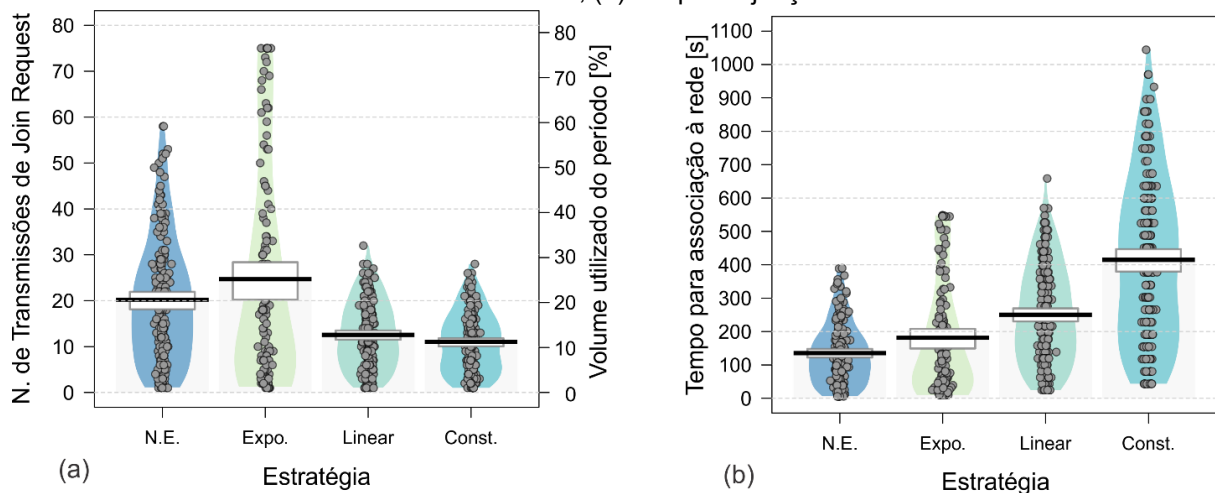 N. de Transmissões de Join Request
80
70
60
50
40
30
20
10
0
Volume utilizado do período [%]
80
70
60
50
40
30
20
10
0
N.E.
Expo.
Linear
Const.
(a)
Estratégia
Tempo para associação à rede [s]
1100
1000
900
800
700
600
500
400
300
200
100
0
N.E.
Expo.
Linear
Const.
(b)
Estratégia